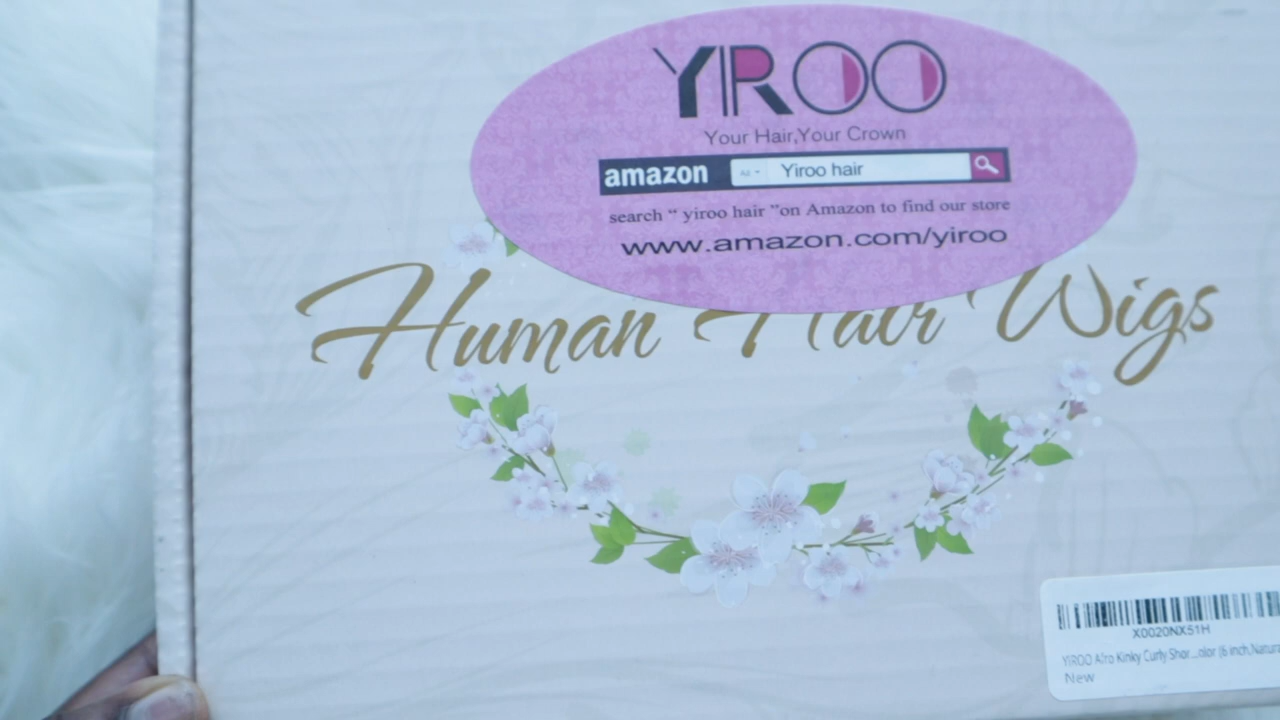 YIROO
Your Hair,Your Crown
amazon All Yiroo hair
search “ yiroo hair ”on Amazon to find our store
www.amazon.com/yiroo
Human Hair Wigs
X0020NX51H
YIROO Afro Kinky Curly Shor...olor (6 inch,Natura
New